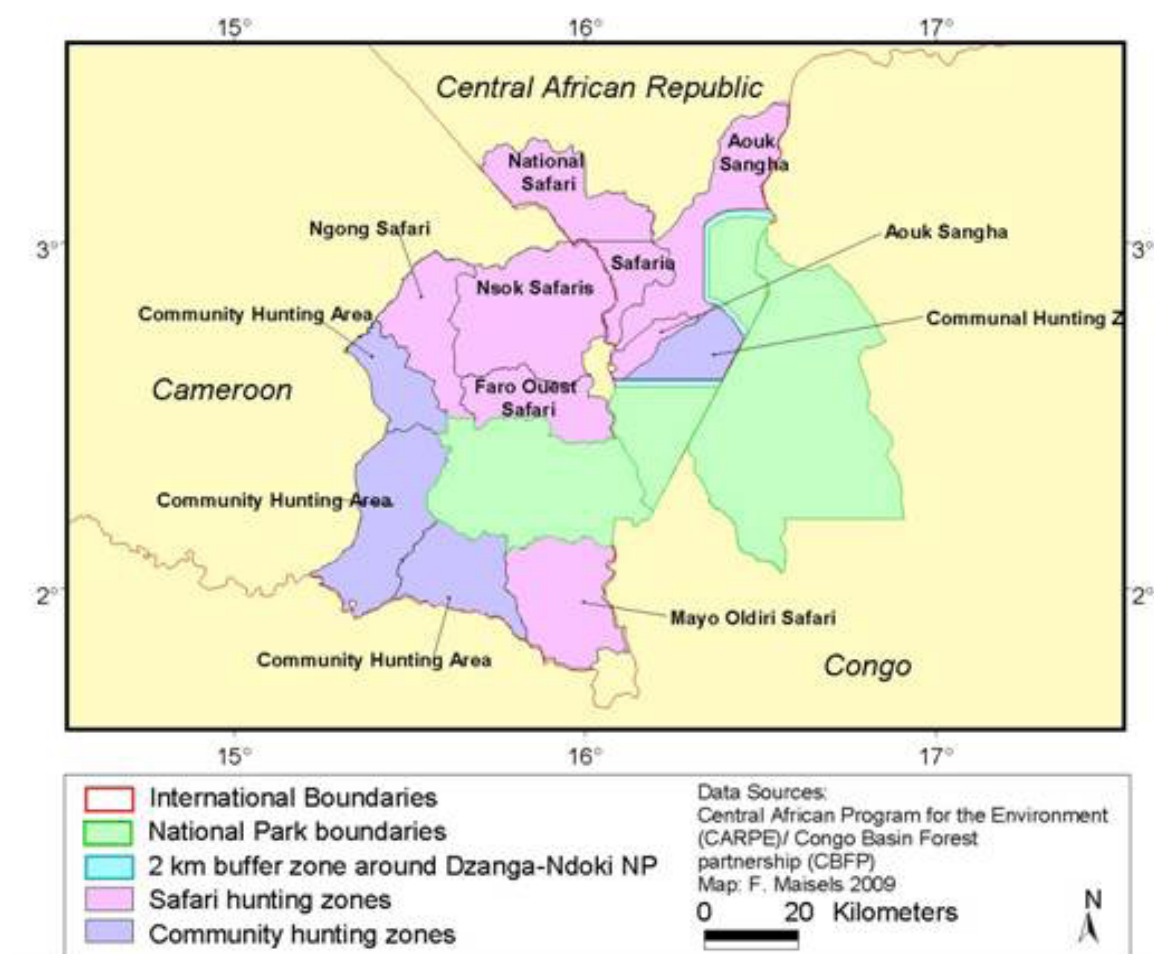 15° 16° 17°
Central African Republic
Aouk
Sangha
National
Safari
Ngong Safari
Aouk Sangha
3° 3°
Safaria
Nsok Safaris
Community Hunting Area
Communal Hunting Z
Cameroon
Faro Ouest
Safari
Community Hunting Area
2° 2°
Mayo Oldiri Safari
Community Hunting Area
Congo
15° 16° 17°
International Boundaries
National Park boundaries
2 km buffer zone around Dzanga-Ndoki NP
Safari hunting zones
Community hunting zones
Data Sources:
Central African Program for the Environment
(CARPE)/ Congo Basin Forest
partnership (CBFP)
Map: F. Maisels 2009
0 20 Kilometers
N